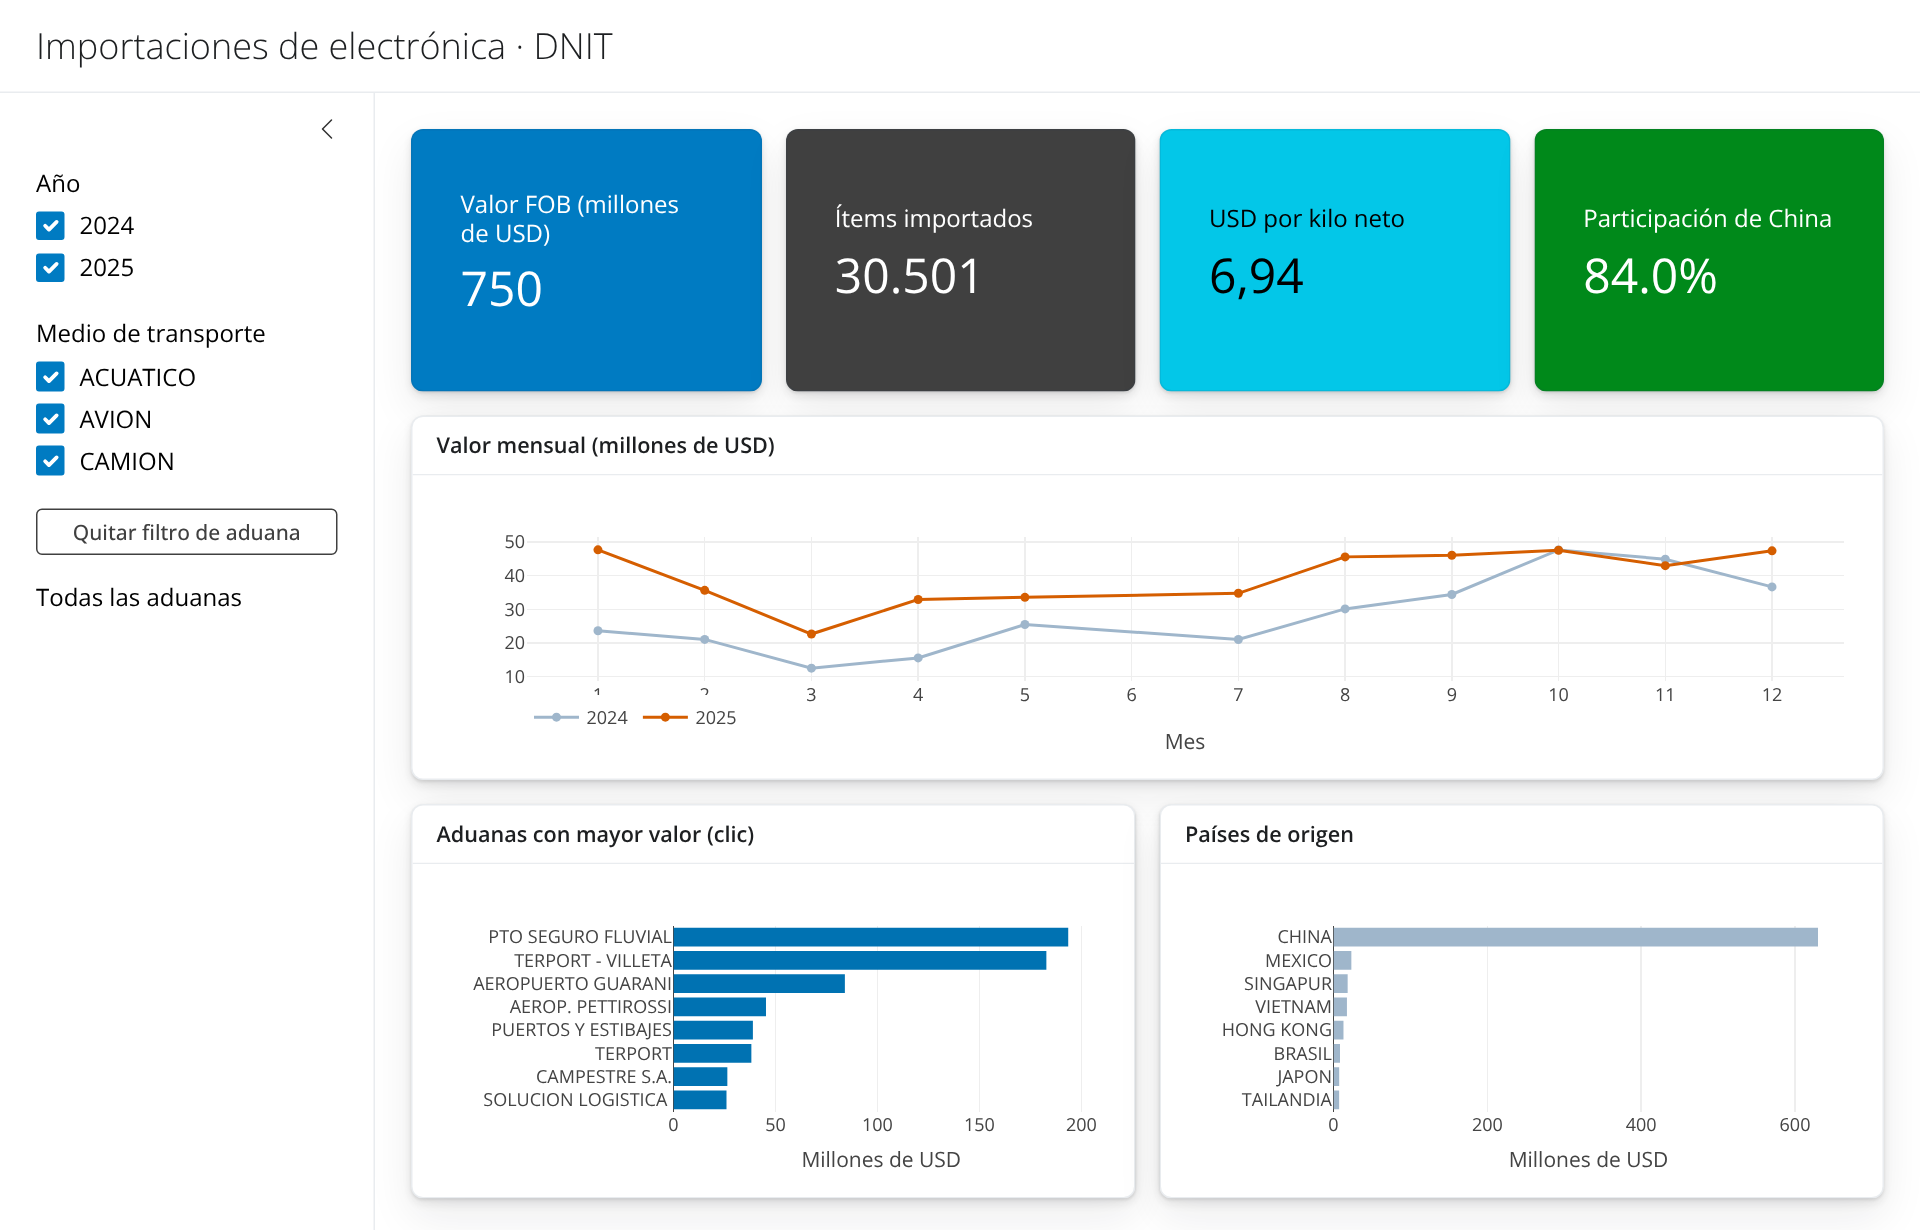 Importaciones de electrónica · DNIT
Año
2024
2025
Medio de transporte
ACUATICO
AVION
CAMION
Quitar filtro de aduana
Todas las aduanas
Valor FOB (millones
de USD)
750
Ítems importados
30.501
USD por kilo neto
6,94
Participación de China
84.0%
Valor mensual (millones de USD)
50
40
30
20
10
1 2 3 4 5 6 7 8 9 10 11 12
2024 2025
Mes
Aduanas con mayor valor (clic)
PTO SEGURO FLUVIAL
TERPORT - VILLETA
AEROPUERTO GUARANI
AEROP. PETTIROSSI
PUERTOS Y ESTIBAJES
TERPORT
CAMPESTRE S.A.
SOLUCION LOGISTICA
0 50 100 150 200
Millones de USD
Países de origen
CHINA
MEXICO
SINGAPUR
VIETNAM
HONG KONG
BRASIL
JAPON
TAILANDIA
0 200 400 600
Millones de USD